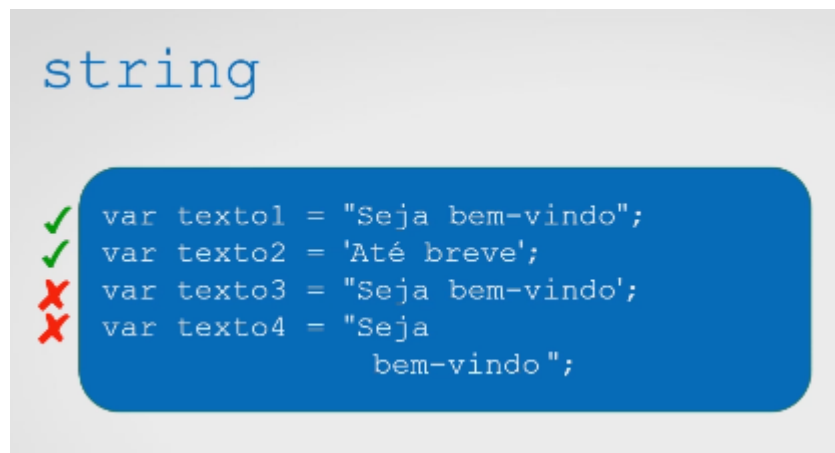 string
var texto1 = "Seja bem-vindo";
var texto2 = 'Até breve';
var texto3 = "Seja bem-vindo';
var texto4 = "Seja
bem-vindo";